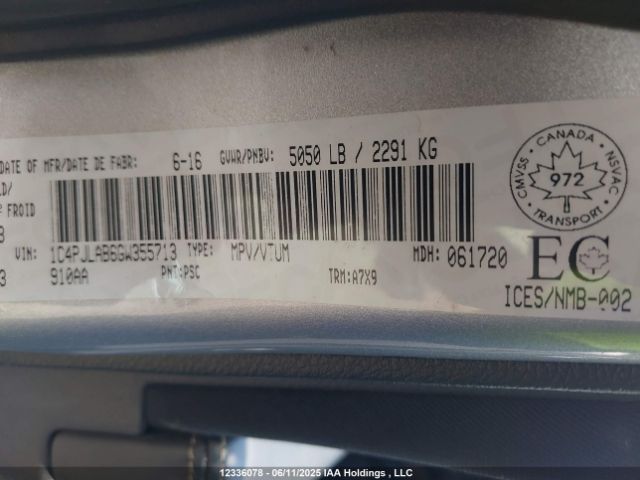 DATE OF MFR/DATE DE FABR: 6-16 GVWR/PNBV: 5050 LB / 2291 KG
LD/
P FROID
VIN: 1C4PJLAB6GW355713 TYPE: MPV/VTUM MDH: 061720
910AA PNT:PSC TRM:A7X9
CANADA
CMVSS NSVAC
972
TRANSPORT
EC
ICES/NMB-002
12336078 - 06/11/2025 IAA Holdings , LLC